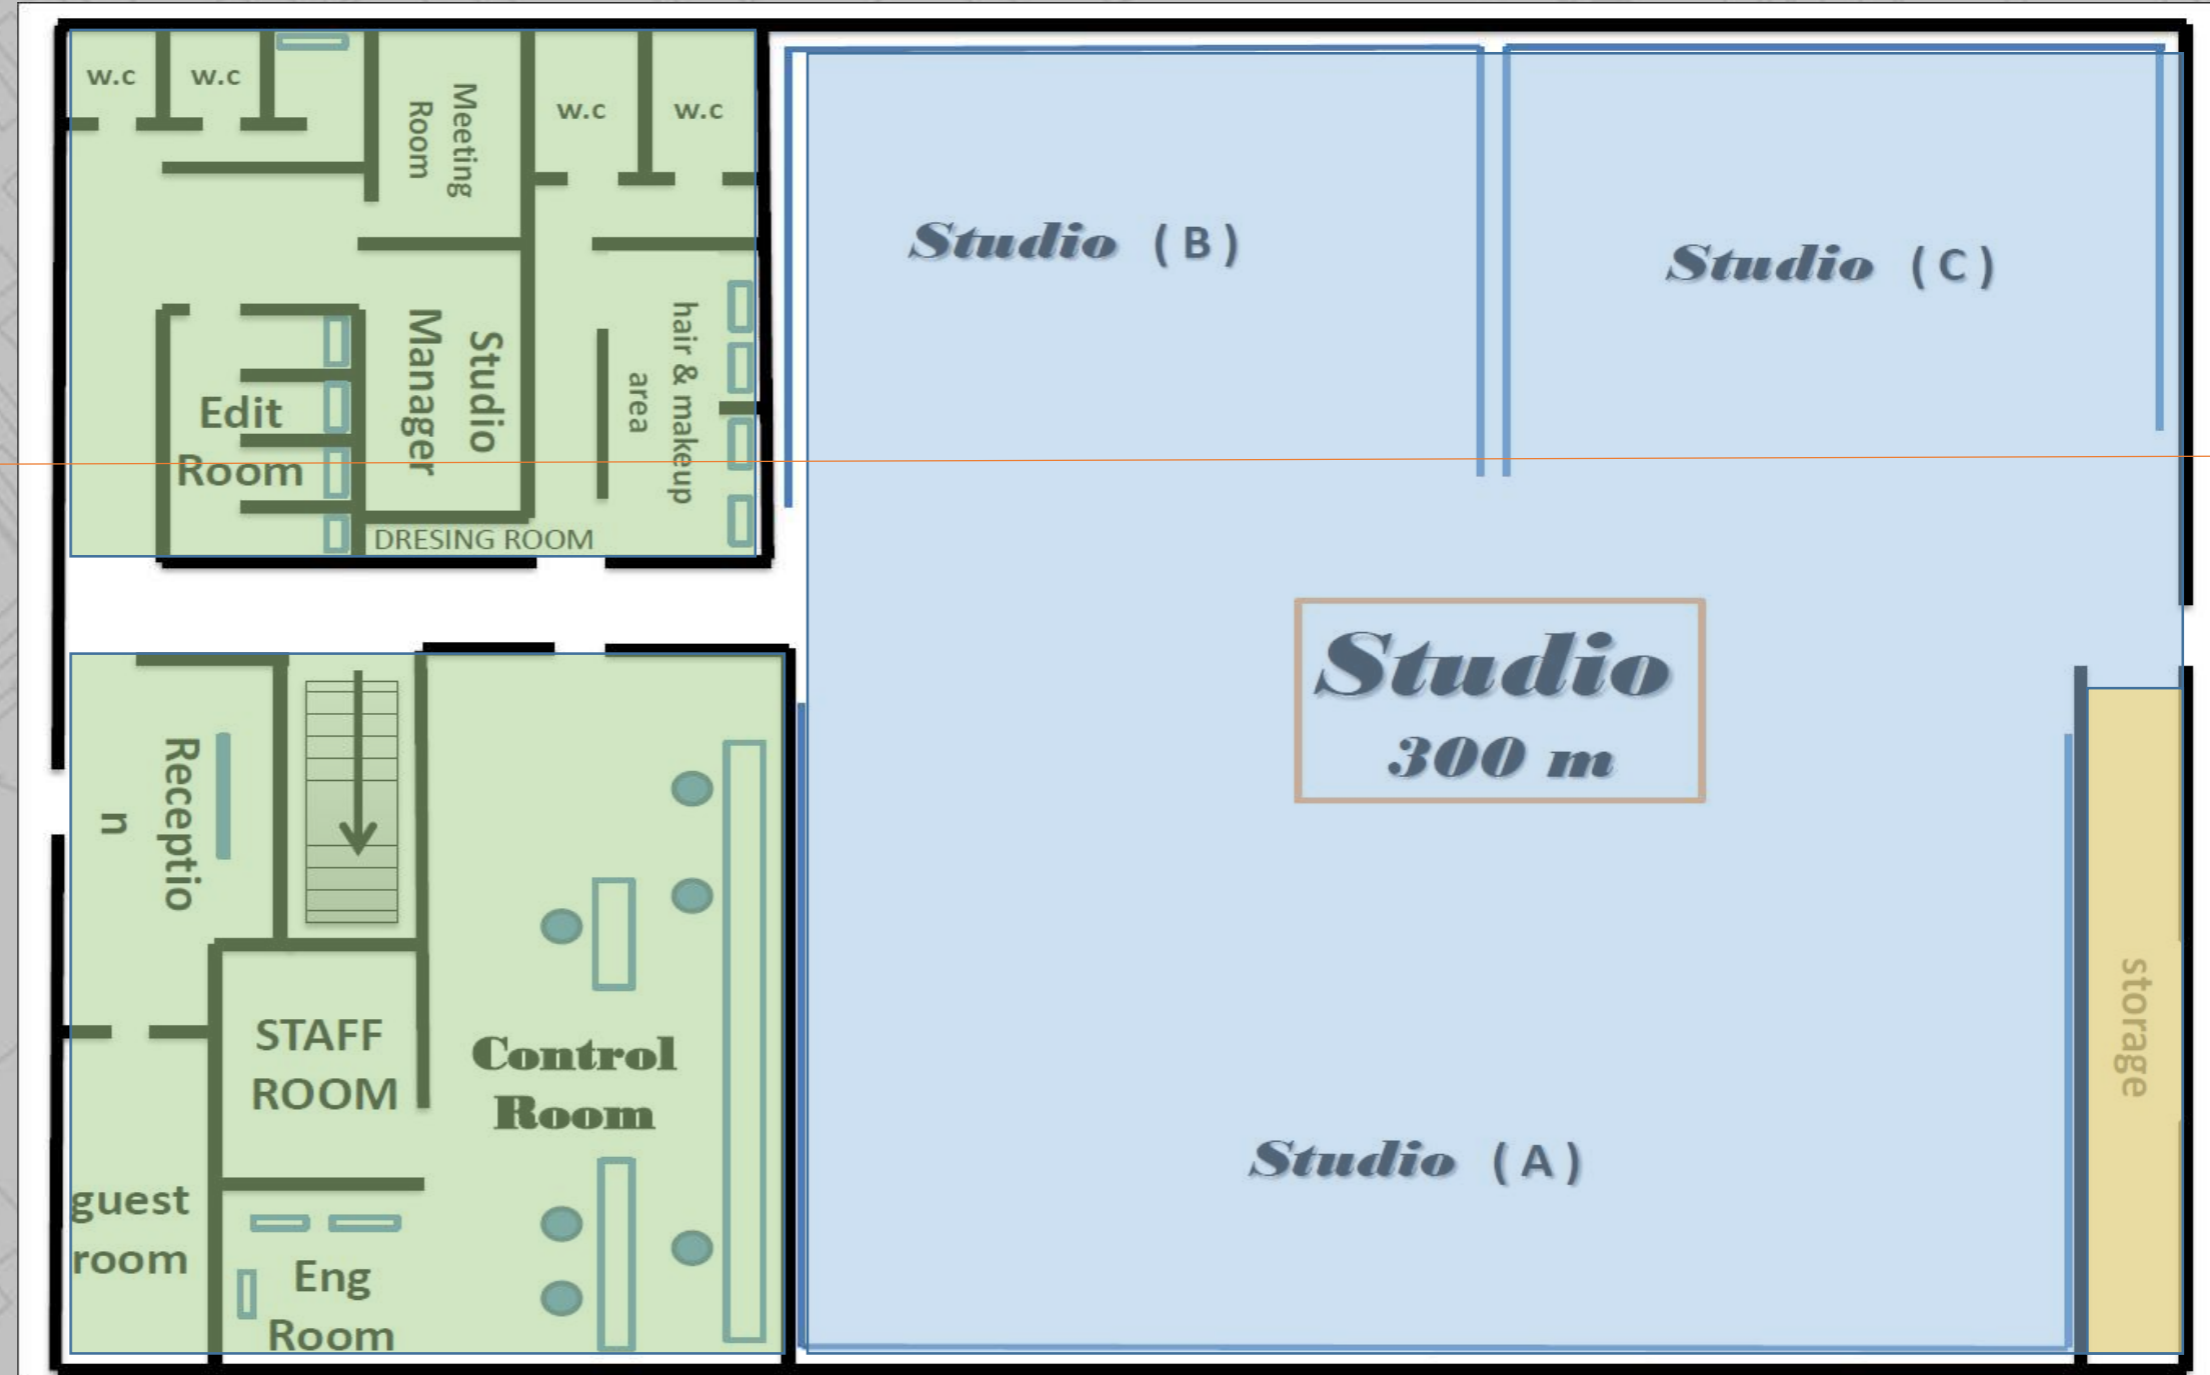 w.c
w.c
Meeting
Room
w.c
w.c
Studio ( B )
Studio ( C )
Edit
Room
Studio
Manager
hair & makeup
area
DRESING ROOM
Studio
300 m
Receptio
n
STAFF
ROOM
Control
Room
storage
Studio ( A )
guest
room
Eng
Room